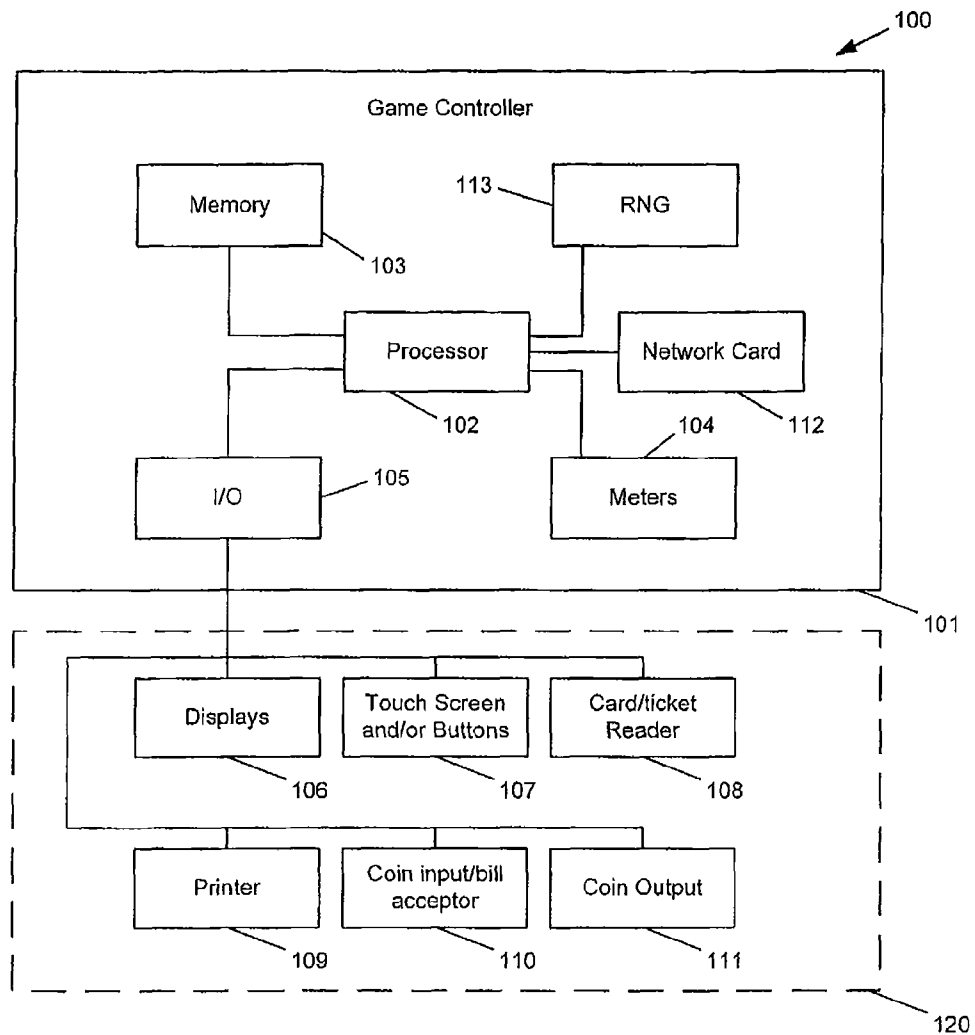 100
Game Controller
Memory
113
RNG
103
Processor
Network Card
102
104
112
I/O
105
Meters
101
Displays
Touch Screen
and/or Buttons
Card/ticket
Reader
106
107
108
Printer
Coin input/bill
acceptor
Coin Output
109
110
111
120